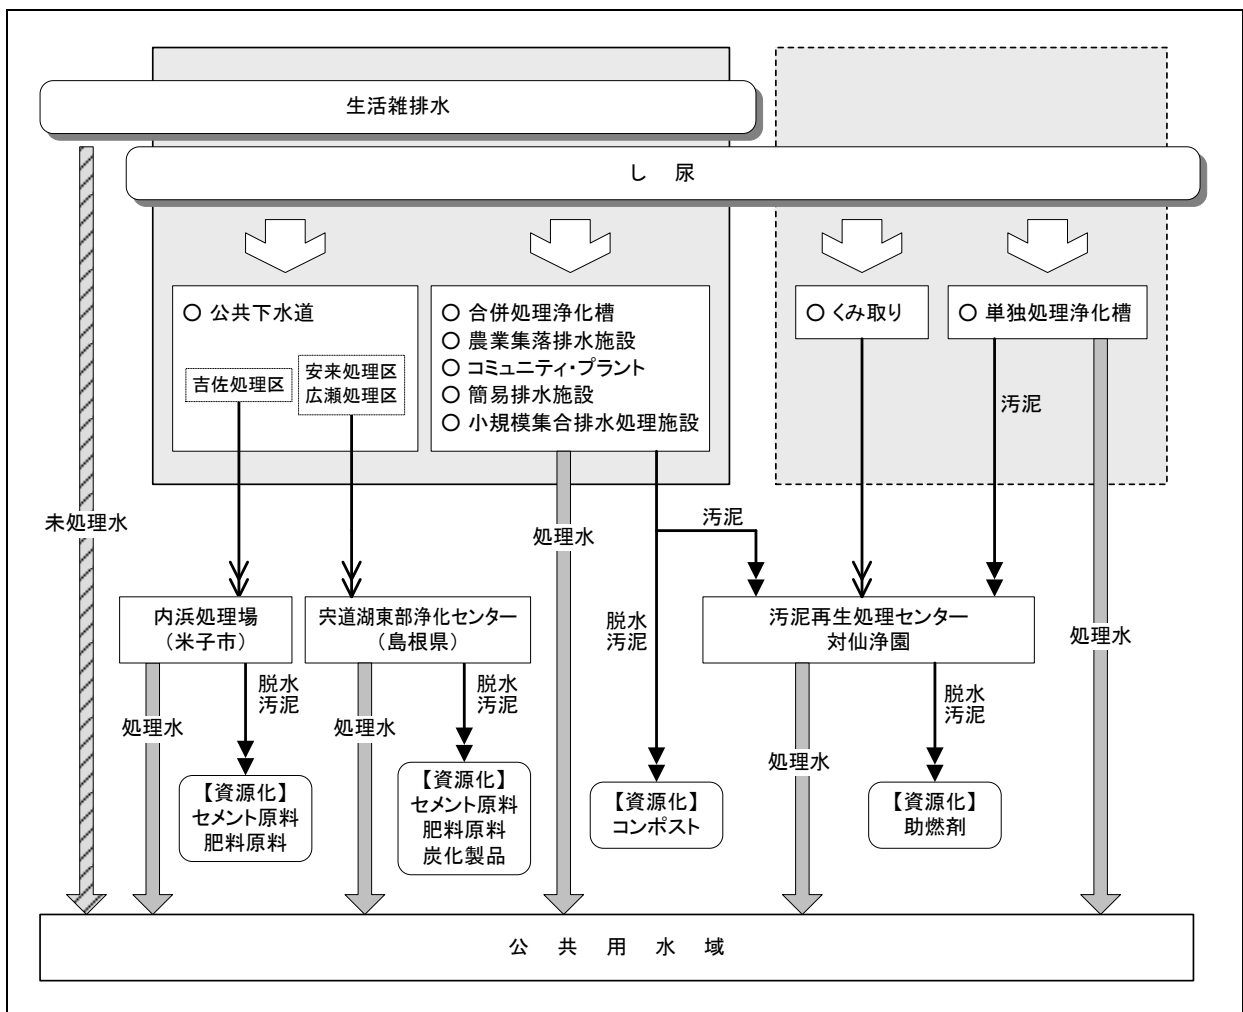 生活雑排水
し 尿
○ 公共下水道
吉佐処理区
安来処理区
広瀬処理区
○ 合併処理浄化槽
○ 農業集落排水施設
○ コミュニティ・プラント
○ 簡易排水施設
○ 小規模集合排水処理施設
○ くみ取り
○ 単独処理浄化槽
汚泥
未処理水
処理水
汚泥
内浜処理場
（米子市）
宍道湖東部浄化センター
（島根県）
脱水
汚泥
汚泥再生処理センター
対仙浄園
処理水
脱水
汚泥
脱水
汚泥
脱水
汚泥
処理水
処理水
処理水
【資源化】
セメント原料
肥料原料
【資源化】
セメント原料
肥料原料
炭化製品
【資源化】
コンポスト
【資源化】
助燃剤
公 共 用 水 域